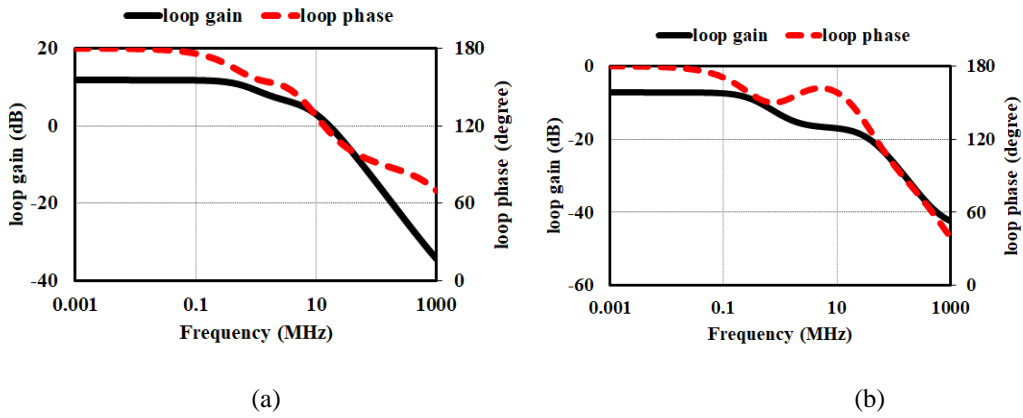 loop gain loop phase
20
0
-20
-40
loop gain (dB)
180
120
60
0
loop phase (degree)
0.001 0.1 10 1000
Frequency (MHz)
(a)
loop gain loop phase
0
-20
-40
-60
loop gain (dB)
180
120
60
0
loop phase (degree)
0.001 0.1 10 1000
Frequency (MHz)
(b)